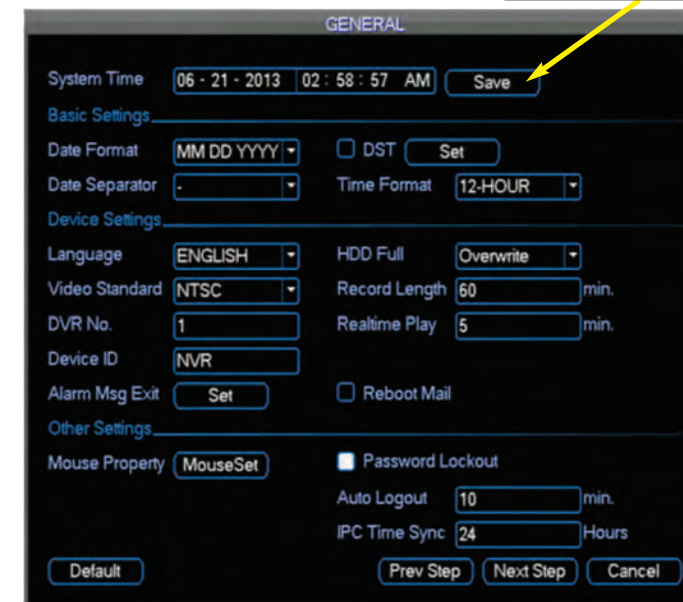 GENERAL
System Time 06 - 21 - 2013 02 : 58 : 57 AM Save
Basic Settings
Date Format MM DD YYYY DST Set
Date Separator - Time Format 12-HOUR
Device Settings
Language ENGLISH HDD Full Overwrite
Video Standard NTSC Record Length 60 min.
DVR No. 1 Realtime Play 5 min.
Device ID NVR
Alarm Msg Exit Set Reboot Mail
Other Settings
Mouse Property MouseSet Password Lockout
Auto Logout 10 min.
IPC Time Sync 24 Hours
Default Prev Step Next Step Cancel